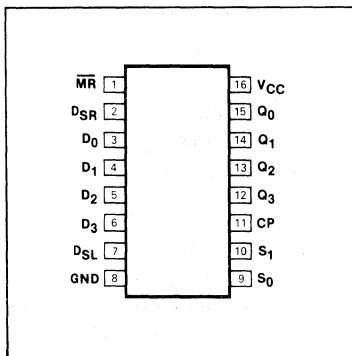 M̅R̅ 1 16 VCC
DSR 2 15 Q0
D0 3 14 Q1
D1 4 13 Q2
D2 5 12 Q3
D3 6 11 CP
DSL 7 10 S1
GND 8 9 S0